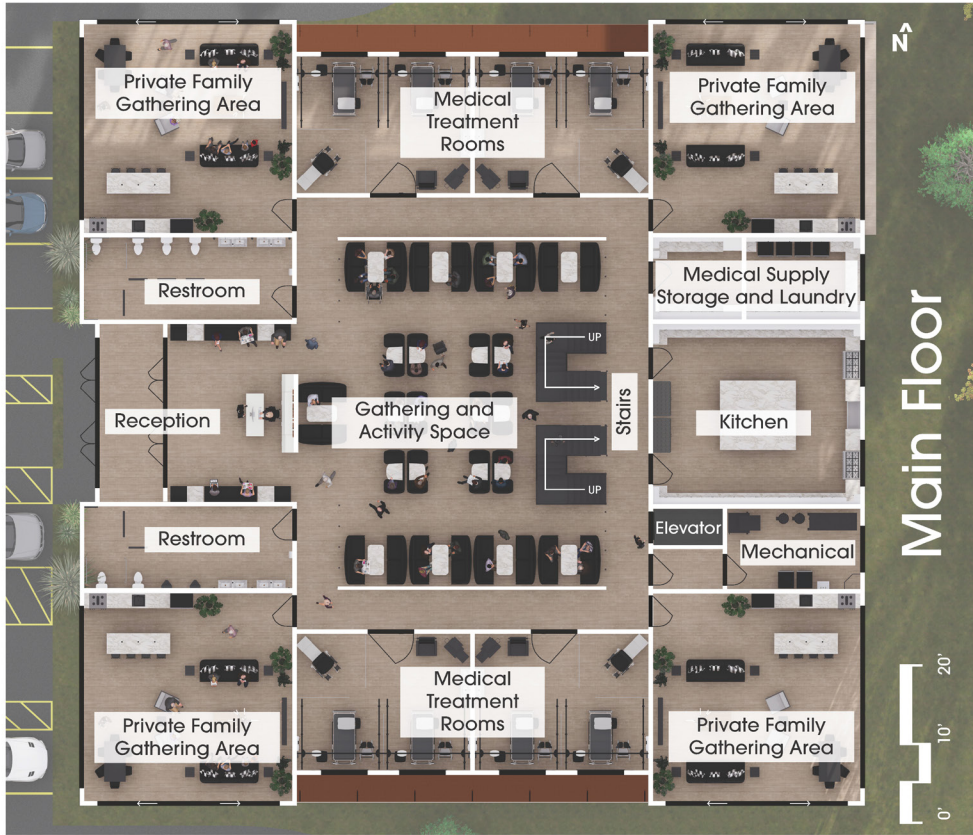 N
Private Family
Gathering Area
Medical
Treatment
Rooms
Private Family
Gathering Area
Restroom
Medical Supply
Storage and Laundry
UP
Reception
Gathering and
Activity Space
Stairs
Kitchen
Main Floor
UP
Restroom
Elevator
Mechanical
Private Family
Gathering Area
Medical
Treatment
Rooms
Private Family
Gathering Area
20'
10'
0'